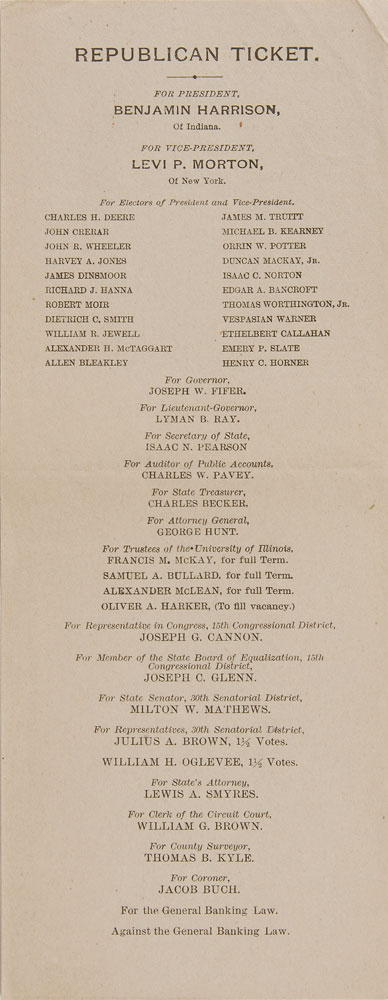 REPUBLICAN TICKET.
FOR PRESIDENT,
BENJAMIN HARRISON,
Of Indiana.
FOR VICE-PRESIDENT,
LEVI P. MORTON,
Of New York.
For Electors of President and Vice-President.
CHARLES H. DEERE
JOHN CRERAR
JOHN R. WHEELER
HARVEY A. JONES
JAMES DINSMOOR
RICHARD J. HANNA
ROBERT MOIR
DIETRICH C. SMITH
WILLIAM R. JEWELL
ALEXANDER H. McTAGGART
ALLEN BLEAKLEY
JAMES M. TRUITT
MICHAEL B. KEARNEY
ORRIN W. POTTER
DUNCAN MACKAY, JR.
ISAAC C. NORTON
EDGAR A. BANCROFT
THOMAS WORTHINGTON, JR.
VESPASIAN WARNER
ETHELBERT CALLAHAN
EMERY P. SLATE
HENRY C. HORNER
For Governor,
JOSEPH W. FIFER.
For Lieutenant-Governor,
LYMAN B. RAY.
For Secretary of State,
ISAAC N. PEARSON
For Auditor of Public Accounts,
CHARLES W. PAVEY.
For State Treasurer,
CHARLES BECKER.
For Attorney General,
GEORGE HUNT.
For Trustees of the University of Illinois,
FRANCIS M. McKAY, for full Term.
SAMUEL A. BULLARD, for full Term.
ALEXANDER McLEAN, for full Term.
OLIVER A. HARKER, (To fill vacancy.)
For Representative in Congress, 15th Congressional District,
JOSEPH G. CANNON.
For Member of the State Board of Equalization, 15th
Congressional District,
JOSEPH C. GLENN.
For State Senator, 30th Senatorial District,
MILTON W. MATHEWS.
For Representatives, 30th Senatorial District,
JULIUS A. BROWN, 1½ Votes.
WILLIAM H. OGLEVEE, 1½ Votes.
For State's Attorney,
LEWIS A. SMYRES.
For Clerk of the Circuit Court,
WILLIAM G. BROWN.
For County Surveyor,
THOMAS B. KYLE.
For Coroner,
JACOB BUCH.
For the General Banking Law.
Against the General Banking Law.